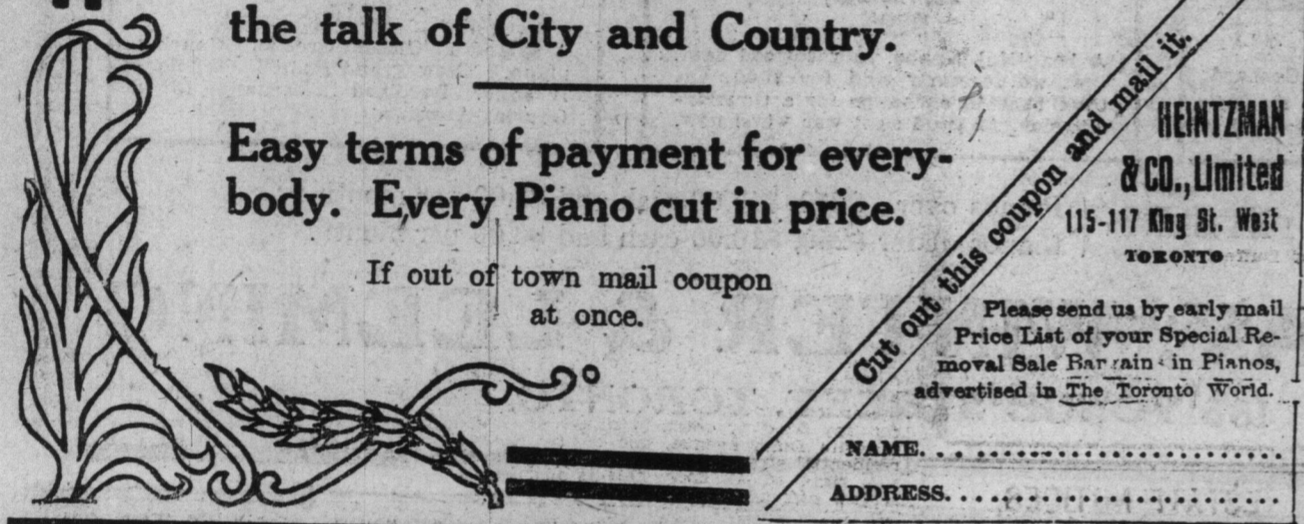 the talk of City and Country.
Easy terms of payment for every-
body. Every Piano cut in price.
If out of town mail coupon
at once.
Cut out this coupon and mail it.
HEINTZMAN
& CO., Limited
115-117 King St. West
TORONTO
Please send us by early mail
Price List of your Special Re-
moval Sale Bargains in Pianos,
advertised in The Toronto World.
NAME. . . . . . . . . . . . . . . . . . . . . . . . . . .
ADDRESS. . . . . . . . . . . . . . . . . . . . . . . . .